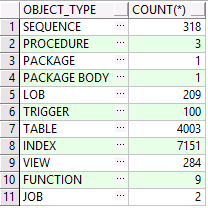 OBJECT_TYPE COUNT(*)
1 SEQUENCE ... 318
2 PROCEDURE ... 3
3 PACKAGE ... 1
4 PACKAGE BODY ... 1
5 LOB ... 209
6 TRIGGER ... 100
7 TABLE ... 4003
8 INDEX ... 7151
9 VIEW ... 284
10 FUNCTION ... 9
11 JOB ... 2